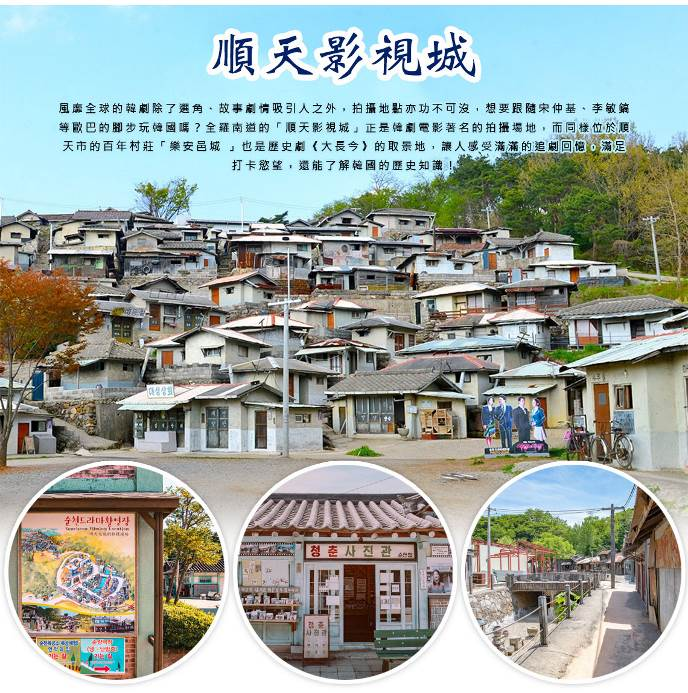 順天影視城
風靡全球的韓劇除了選角、故事劇情吸引人之外，拍攝地點亦功不可沒，想要跟隨宋仲基、李敏鎬
等歐巴的腳步玩韓國嗎？全羅南道的「順天影視城」正是韓劇電影著名的拍攝場地，而同樣位於順
天市的百年村莊「樂安邑城 」也是歷史劇《大長今》的取景地，讓人感受滿滿的追劇回憶，滿足
打卡慾望，還能了解韓國的歷史知識！
순천드라마촬영장
청춘사진관
청춘
사진관